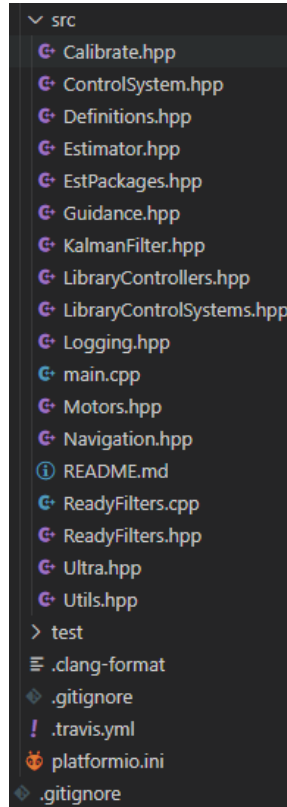 src
Calibrate.hpp
ControlSystem.hpp
Definitions.hpp
Estimator.hpp
EstPackages.hpp
Guidance.hpp
KalmanFilter.hpp
LibraryControllers.hpp
LibraryControlSystems.hpp
Logging.hpp
main.cpp
Motors.hpp
Navigation.hpp
README.md
ReadyFilters.cpp
ReadyFilters.hpp
Ultra.hpp
Utils.hpp
test
.clang-format
.gitignore
.travis.yml
platformio.ini
.gitignore